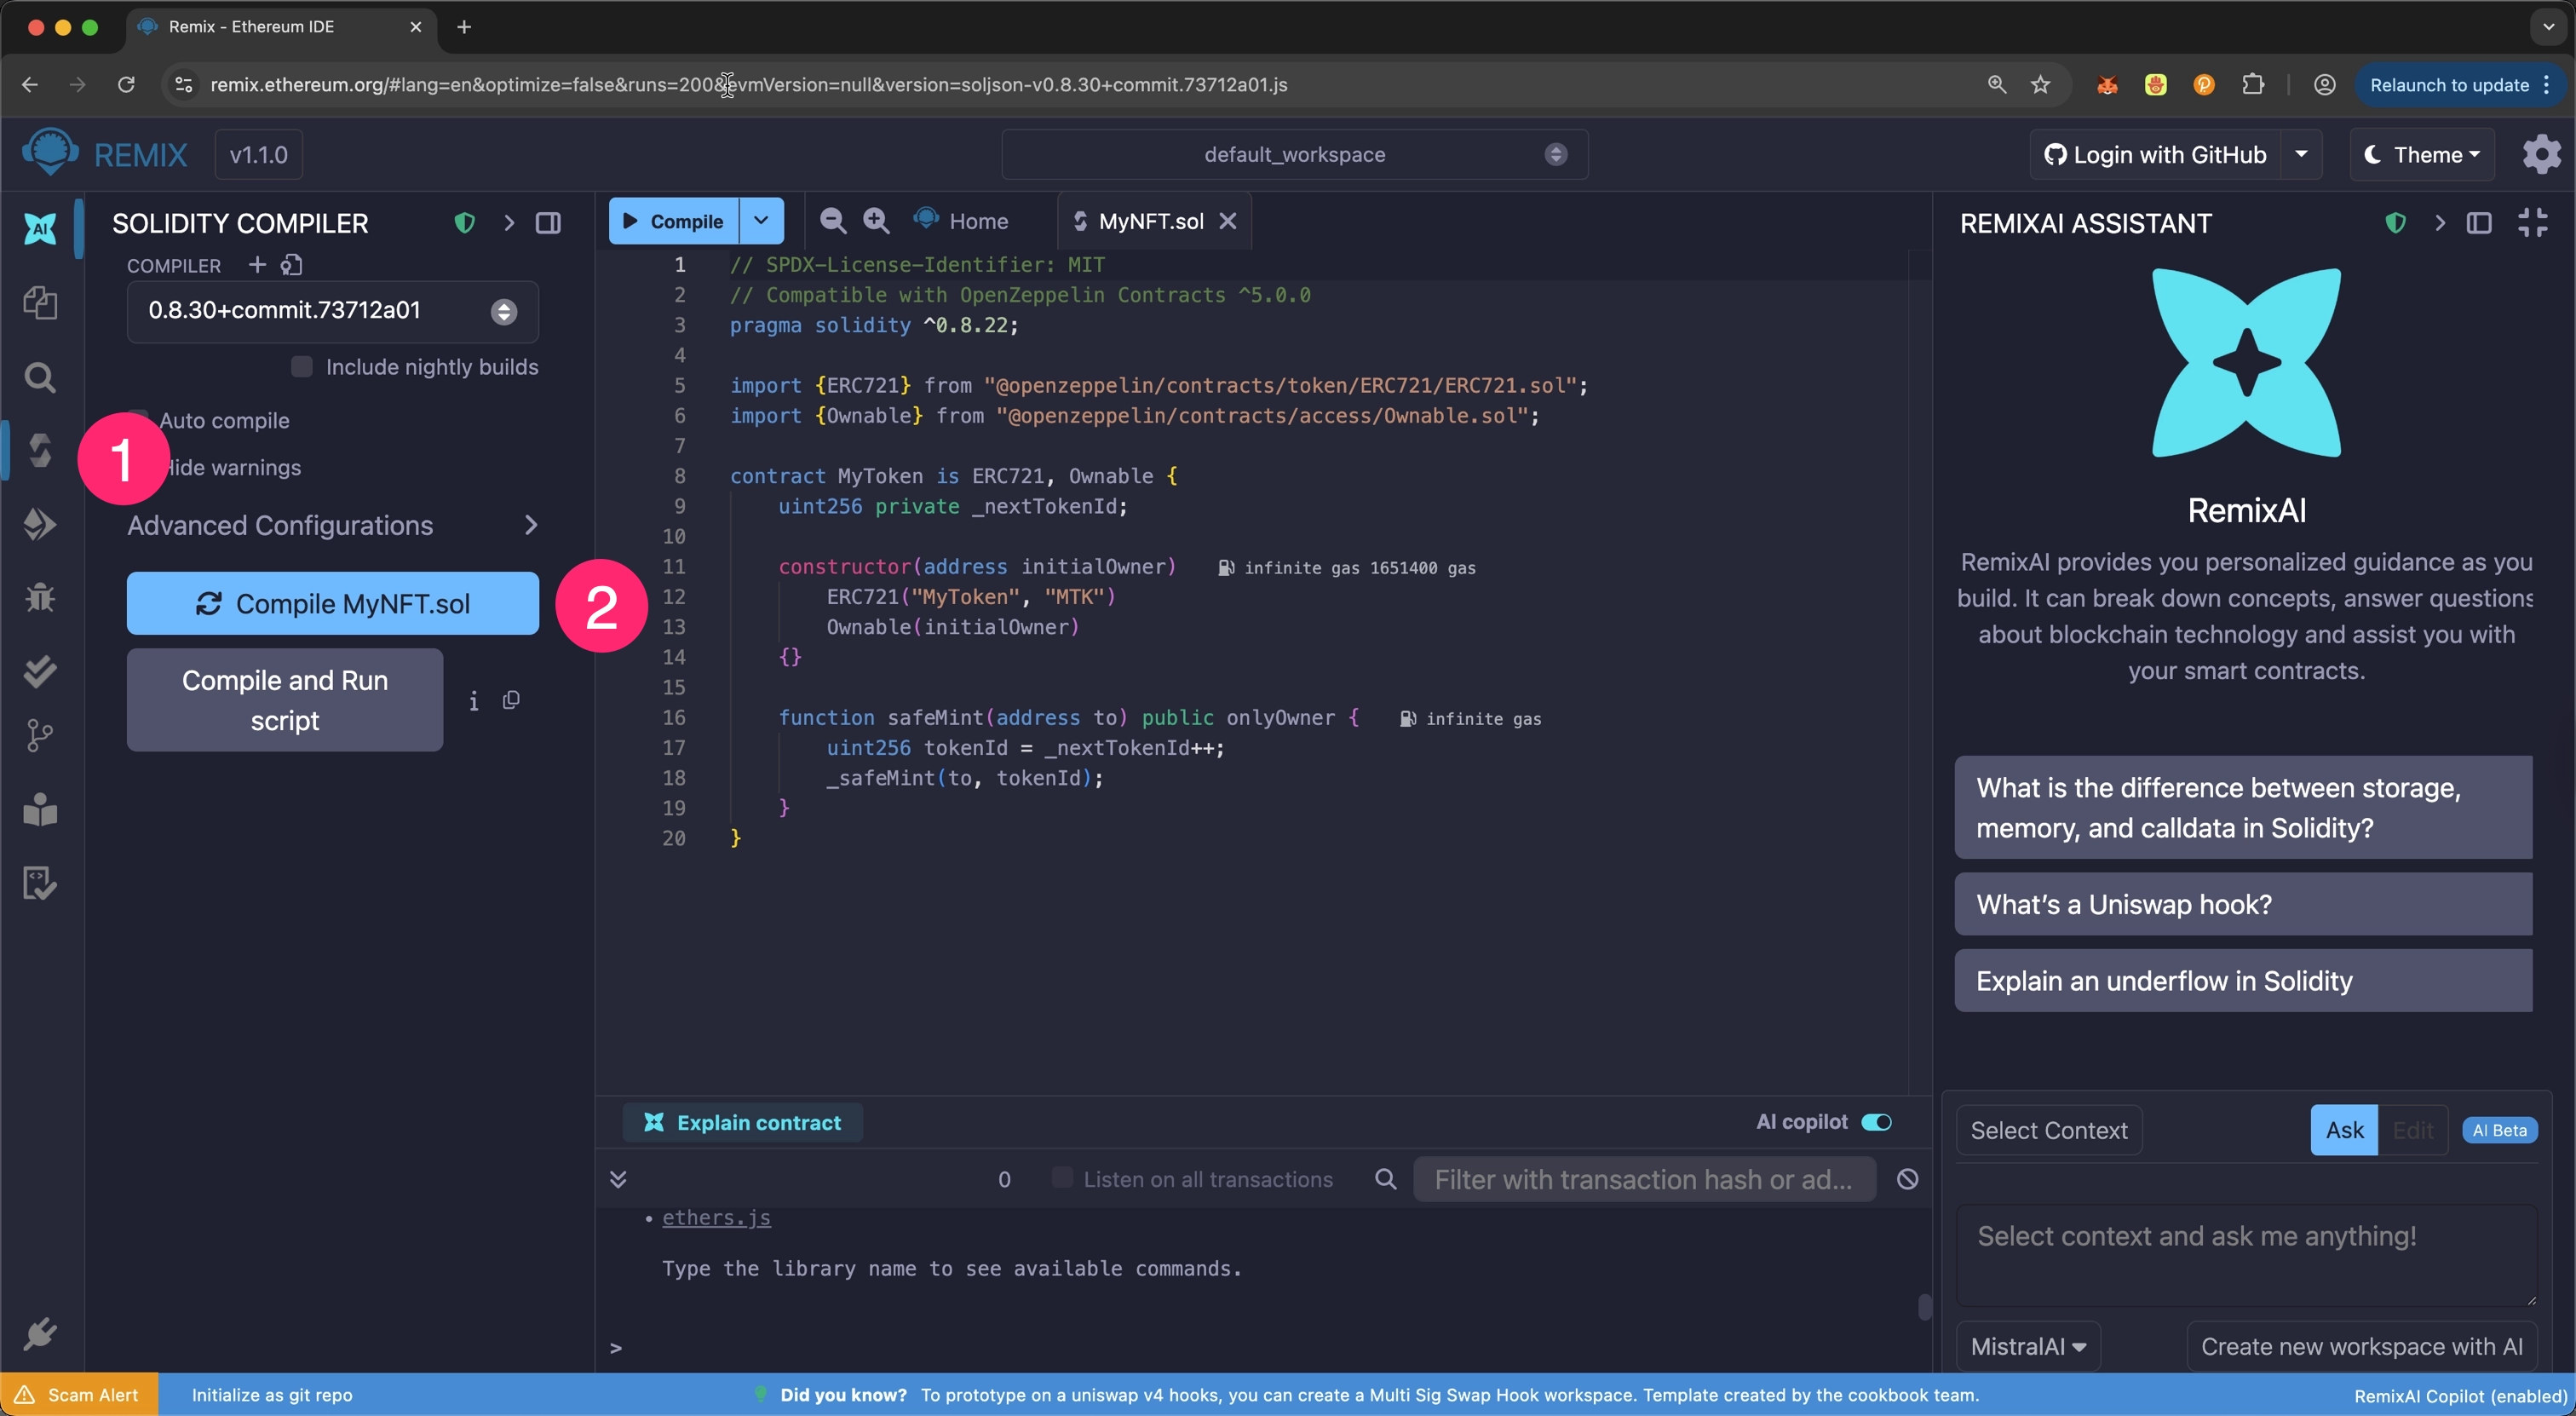 Remix - Ethereum IDE
remix.ethereum.org/#lang=en&optimize=false&runs=200&evmVersion=null&version=soljson-v0.8.30+commit.73712a01.js
Relaunch to update
REMIX
v1.1.0
default_workspace
Login with GitHub
Theme
AI
SOLIDITY COMPILER
COMPILER
0.8.30+commit.73712a01
Include nightly builds
Auto compile
Hide warnings
1
Advanced Configurations
Compile MyNFT.sol
2
Compile and Run
script
Compile
Home
MyNFT.sol
1 // SPDX-License-Identifier: MIT
2 // Compatible with OpenZeppelin Contracts ^5.0.0
3 pragma solidity ^0.8.22;
4
5 import {ERC721} from "@openzeppelin/contracts/token/ERC721/ERC721.sol";
6 import {Ownable} from "@openzeppelin/contracts/access/Ownable.sol";
7
8 contract MyToken is ERC721, Ownable {
9 uint256 private _nextTokenId;
10
11 constructor(address initialOwner) infinite gas 1651400 gas
12 ERC721("MyToken", "MTK")
13 Ownable(initialOwner)
14 {}
15
16 function safeMint(address to) public onlyOwner { infinite gas
17 uint256 tokenId = _nextTokenId++;
18 _safeMint(to, tokenId);
19 }
20 }
Explain contract
AI copilot
0
Listen on all transactions
Filter with transaction hash or ad...
• ethers.js
Type the library name to see available commands.
>
REMIXAI ASSISTANT
RemixAI
RemixAI provides you personalized guidance as you
build. It can break down concepts, answer questions
about blockchain technology and assist you with
your smart contracts.
What is the difference between storage,
memory, and calldata in Solidity?
What's a Uniswap hook?
Explain an underflow in Solidity
Select Context
Ask
Edit
AI Beta
Select context and ask me anything!
MistralAI
Create new workspace with AI
Scam Alert
Initialize as git repo
Did you know? To prototype on a uniswap v4 hooks, you can create a Multi Sig Swap Hook workspace. Template created by the cookbook team.
RemixAI Copilot (enabled)